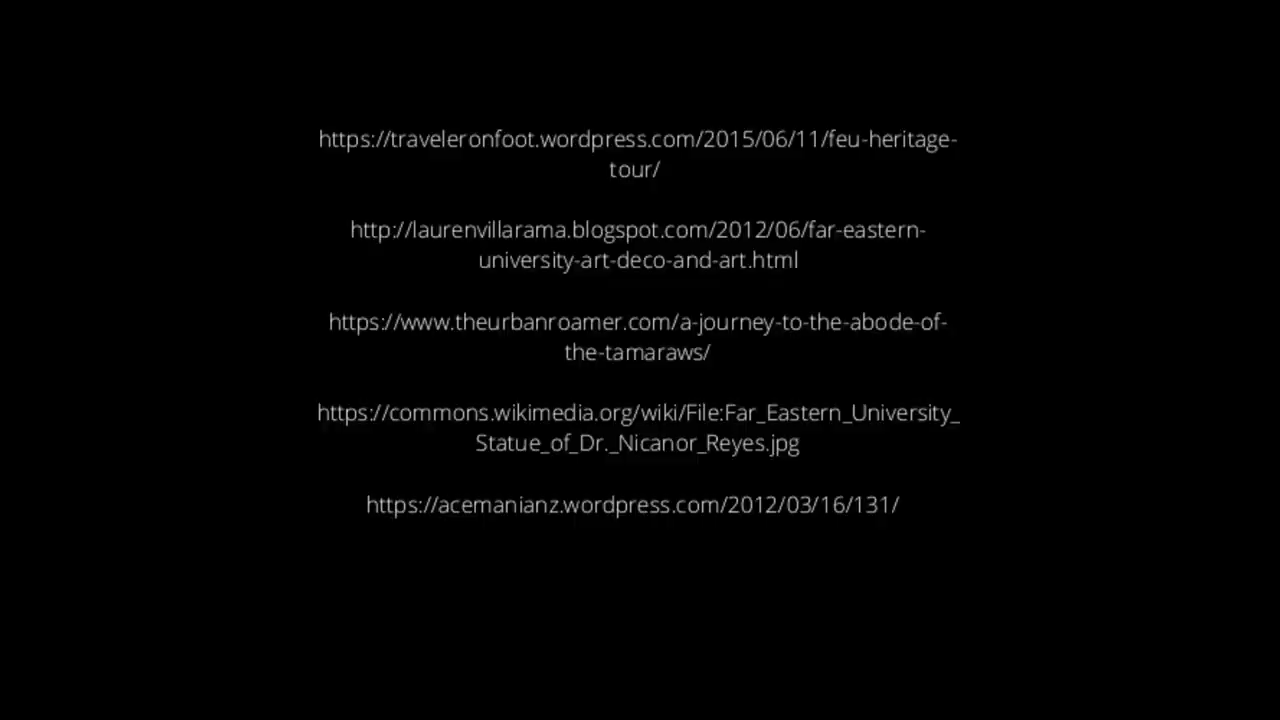 https://traveleronfoot.wordpress.com/2015/06/11/feu-heritage-
tour/
http://laurenvillarama.blogspot.com/2012/06/far-eastern-
university-art-deco-and-art.html
https://www.theurbanroamer.com/a-journey-to-the-abode-of-
the-tamaraws/
https://commons.wikimedia.org/wiki/File:Far_Eastern_University_
Statue_of_Dr._Nicanor_Reyes.jpg
https://acemanianz.wordpress.com/2012/03/16/131/